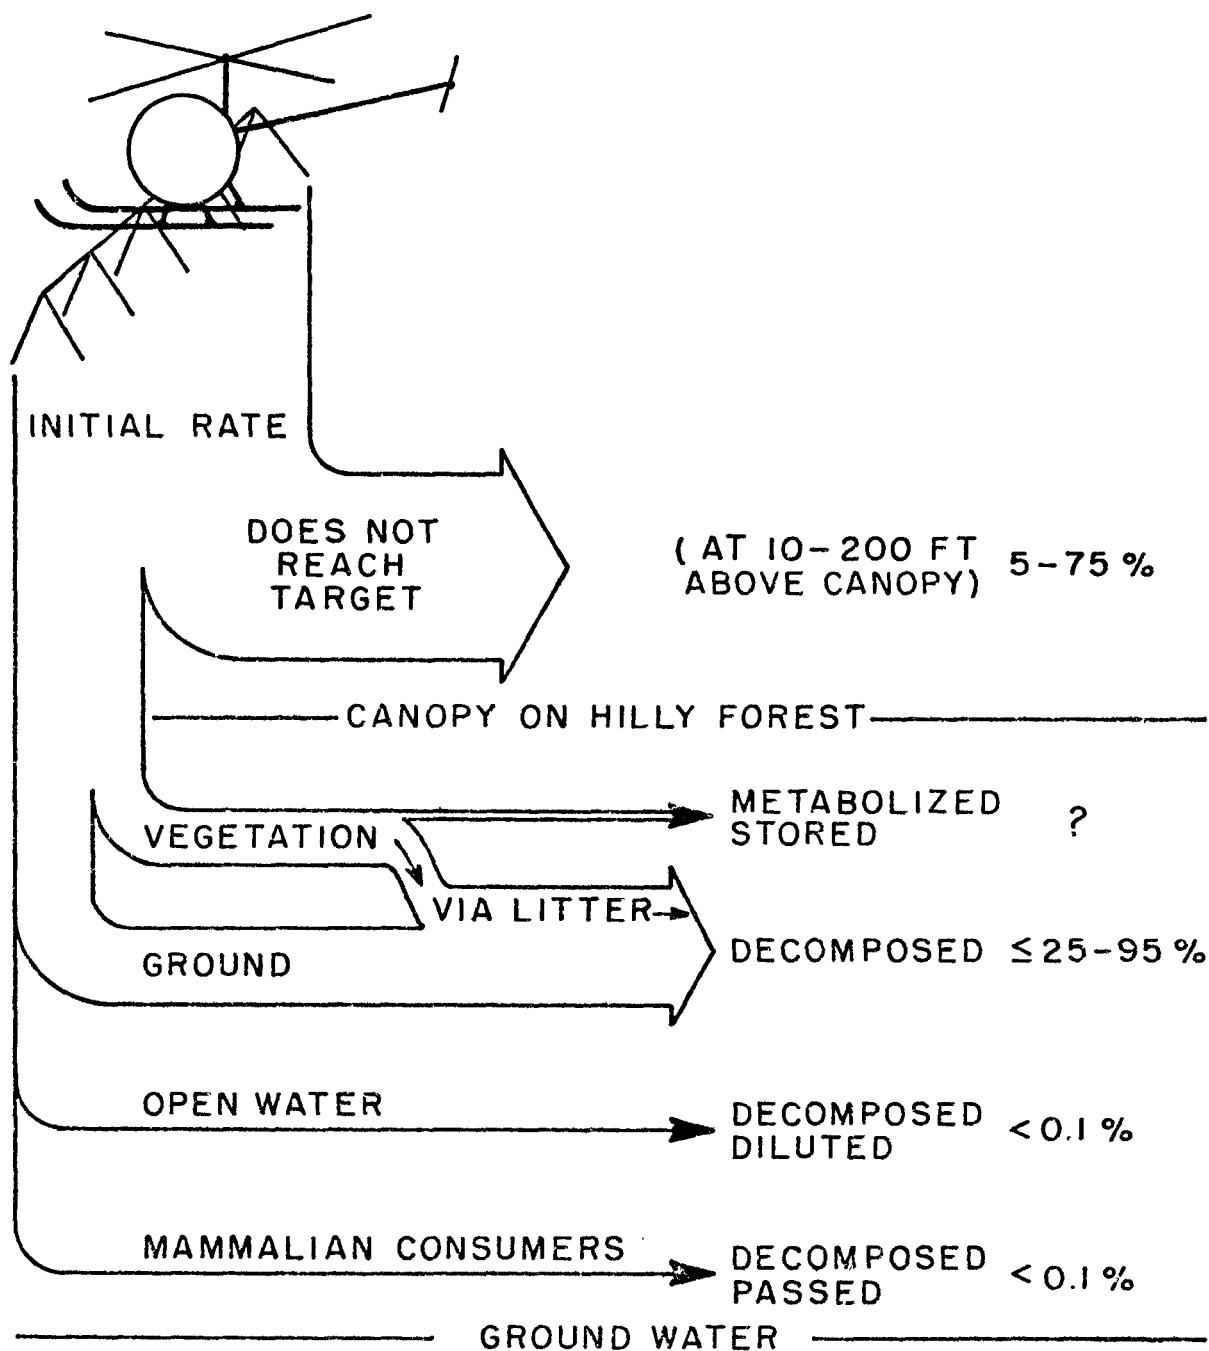 INITIAL RATE
DOES NOT
REACH
TARGET
(AT 10-200 FT
ABOVE CANOPY)
5-75 %
CANOPY ON HILLY FOREST
METABOLIZED
STORED
?
VEGETATION
VIA LITTER
GROUND
DECOMPOSED ≤25-95 %
OPEN WATER
DECOMPOSED
DILUTED
<0.1 %
MAMMALIAN CONSUMERS
DECOMPOSED
PASSED
<0.1 %
GROUND WATER